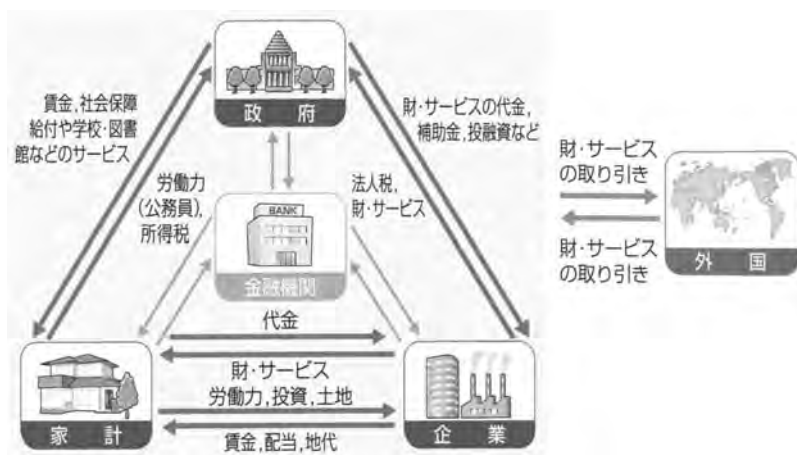 政府
賃金,社会保障
給付や学校・図書
館などのサービス
財・サービスの代金,
補助金,投融資など
労働力
(公務員),
所得税
法人税,
財・サービス
BANK
金融機関
財・サービス
の取り引き
財・サービス
の取り引き
外国
代金
財・サービス
労働力,投資,土地
賃金,配当,地代
家計
企業